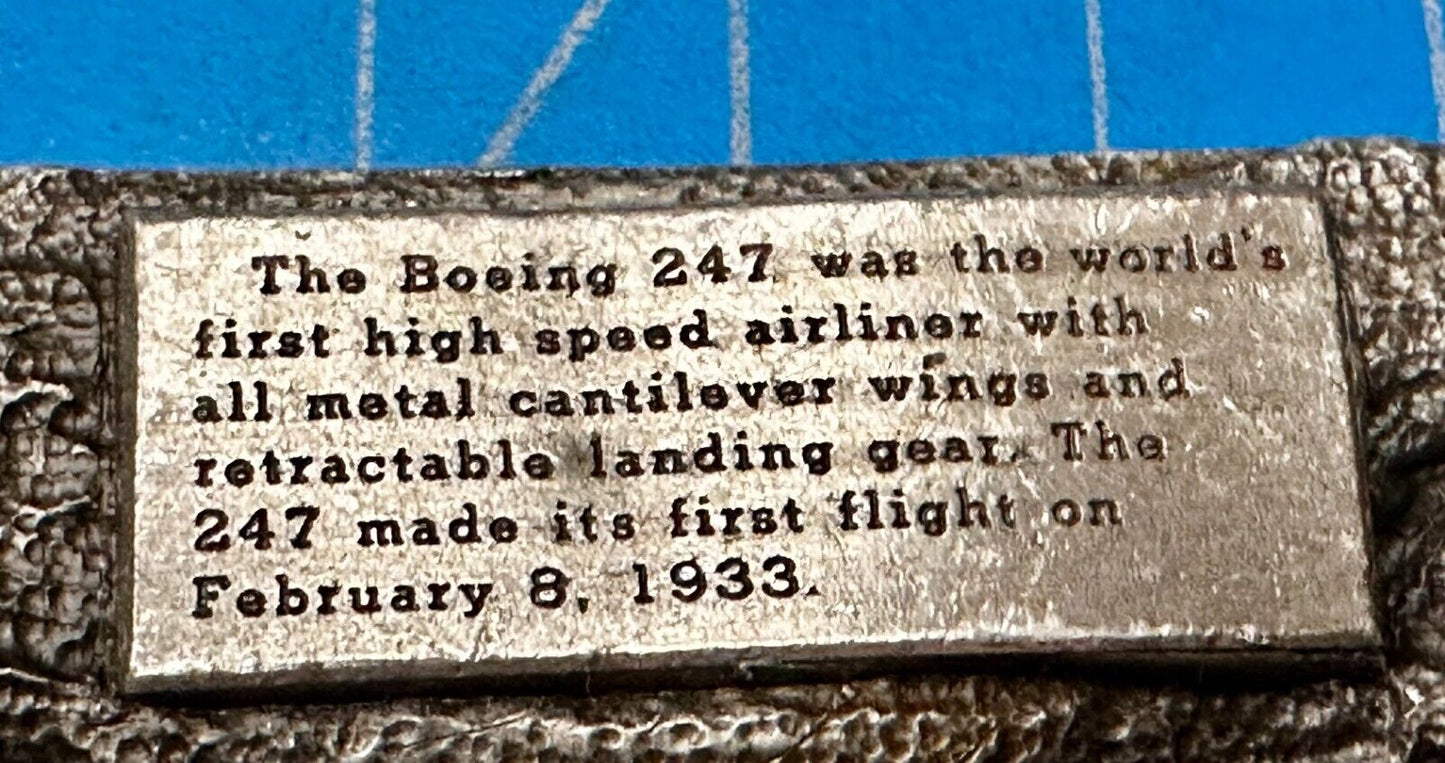 The Boeing 247 was the world's
first high speed airliner with
all metal cantilever wings and
retractable landing gear. The
247 made its first flight on
February 8, 1933.